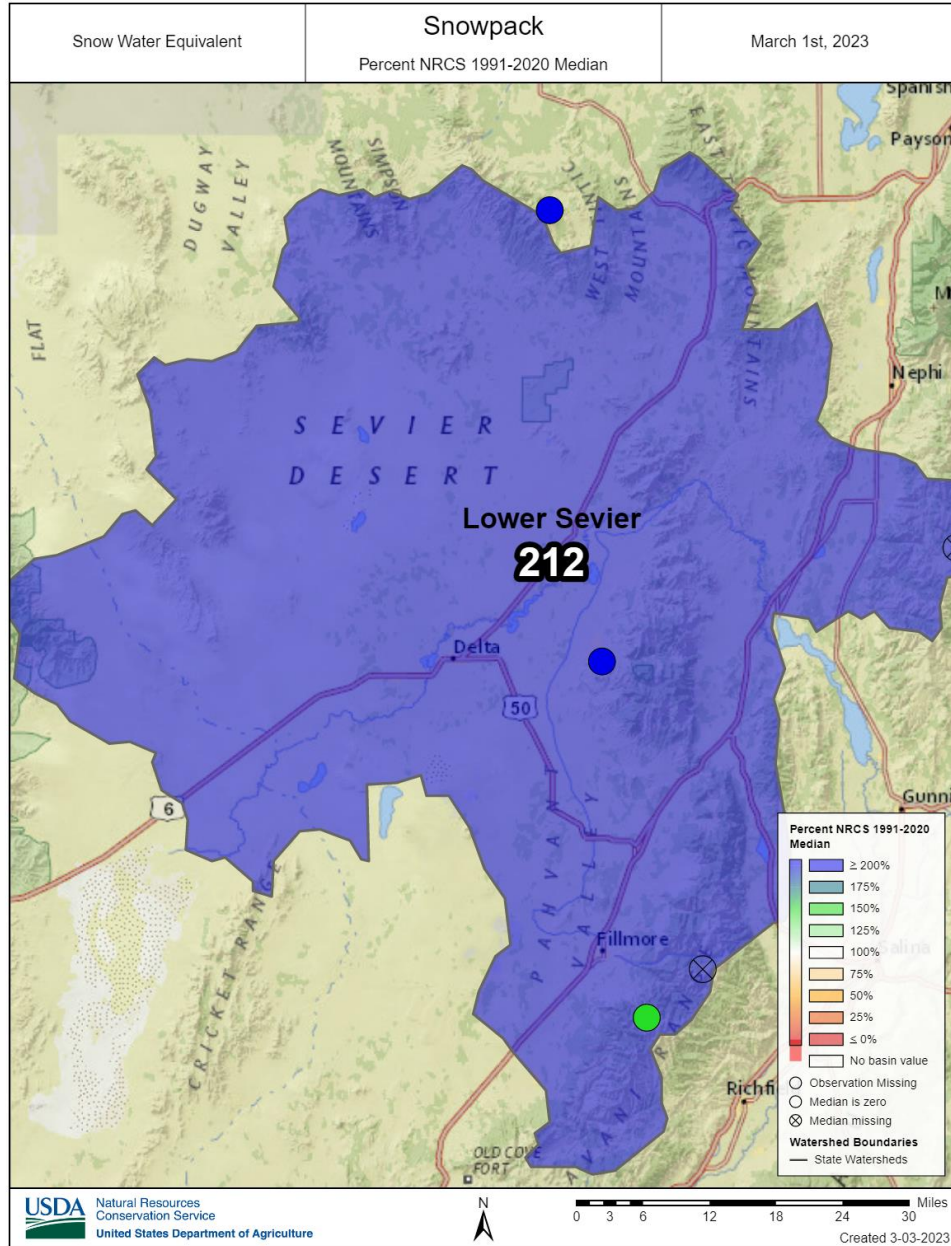 Snow Water Equivalent
Snowpack
Percent NRCS 1991-2020 Median
March 1st, 2023
Spanish
Payson
DUGWAY
VALLEY
SIMPSON
MOUNTAINS
WEST TINTIC
MOUNTAINS
EAST TINTIC MOUNTAINS
FLAT
Nephi
SEVIER
DESERT
Lower Sevier
212
Delta
50
6
Gunni
PAHVANT
VALLEY
CRICKET RANGE
Fillmore
Salina
Richfi
OLD COVE
FORT
Percent NRCS 1991-2020
Median
≥ 200%
175%
150%
125%
100%
75%
50%
25%
≤ 0%
No basin value
Observation Missing
Median is zero
Median missing
Watershed Boundaries
State Watersheds
USDA
Natural Resources
Conservation Service
United States Department of Agriculture
N
Miles
0 3 6 12 18 24 30
Created 3-03-2023